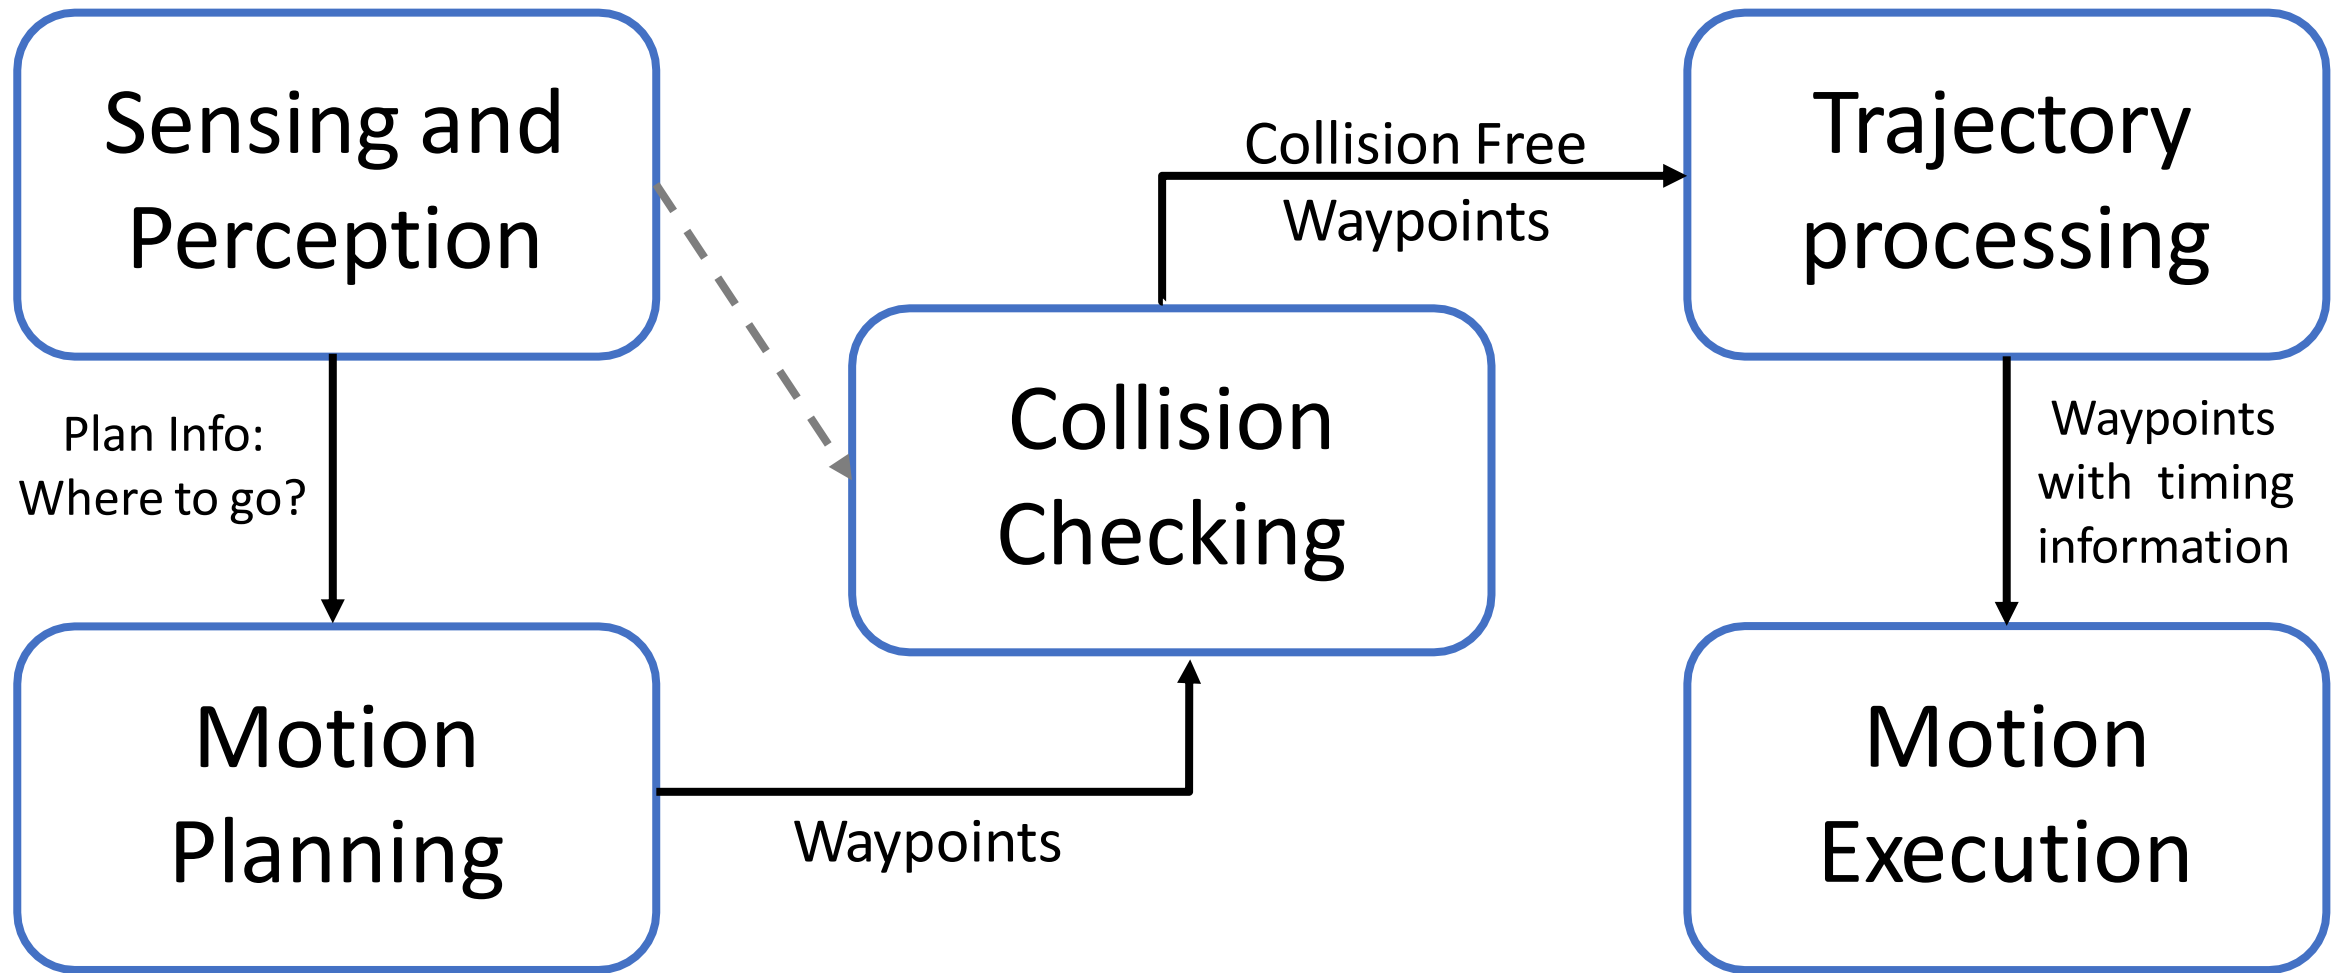 Sensing and
Perception
Plan Info:
Where to go?
Motion
Planning
Waypoints
Collision
Checking
Collision Free
Waypoints
Trajectory
processing
Waypoints
with timing
information
Motion
Execution